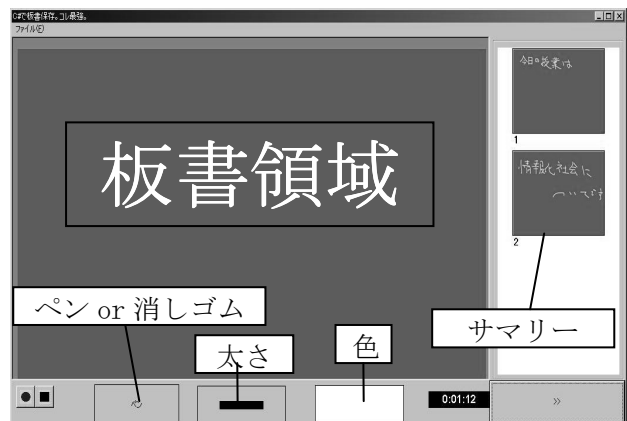 C#で板書保存。コレ最強。
ファイル(F)
板書領域
今日の授業は
1
情報化社会に
ついてです
2
ペン or 消しゴム
太さ
色
サマリー
0:01:12
»